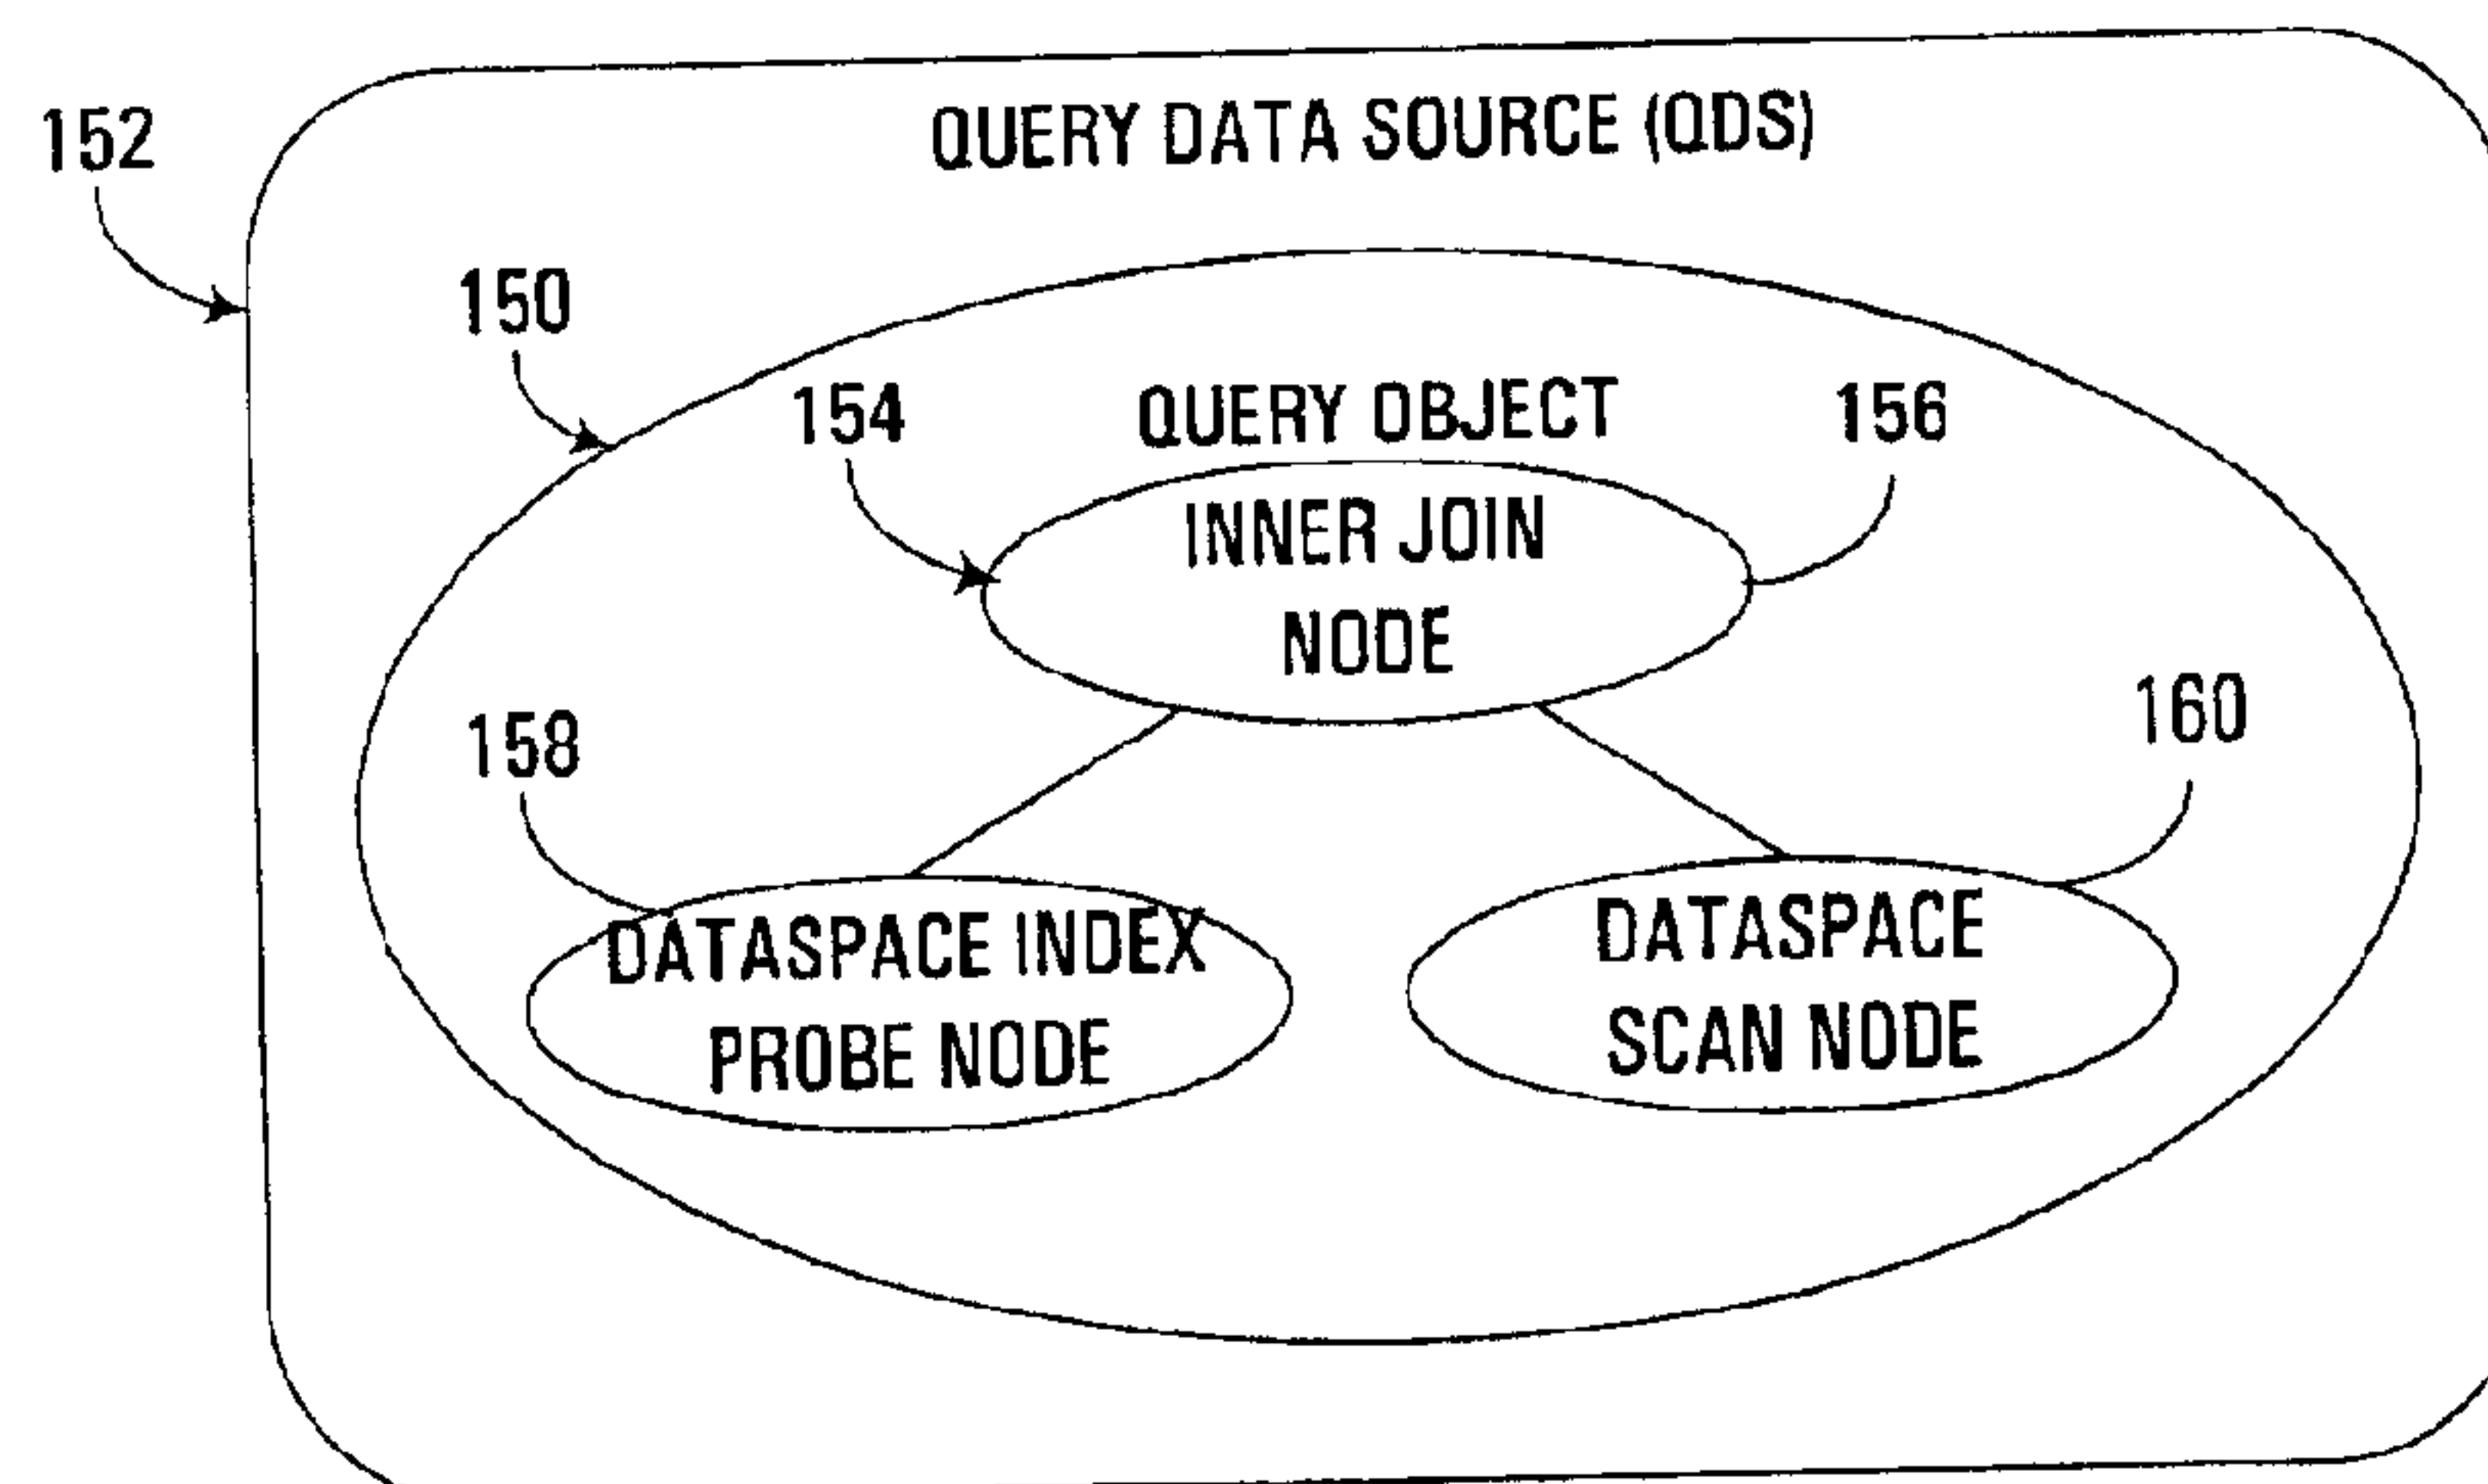 152
QUERY DATA SOURCE (QDS)
150
154
QUERY OBJECT
156
INNER JOIN
NODE
158
160
DATASPACE INDEX
PROBE NODE
DATASPACE
SCAN NODE